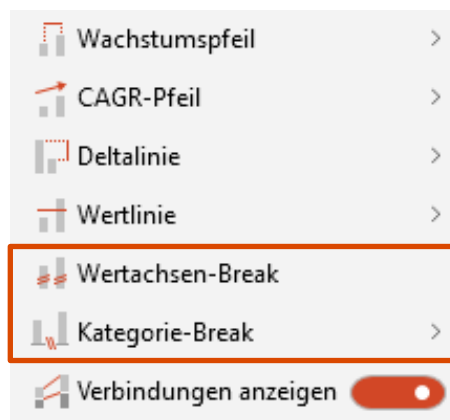 Wachstumspfeil
CAGR-Pfeil
Deltalinie
Wertlinie
Wertachsen-Break
Kategorie-Break
Verbindungen anzeigen